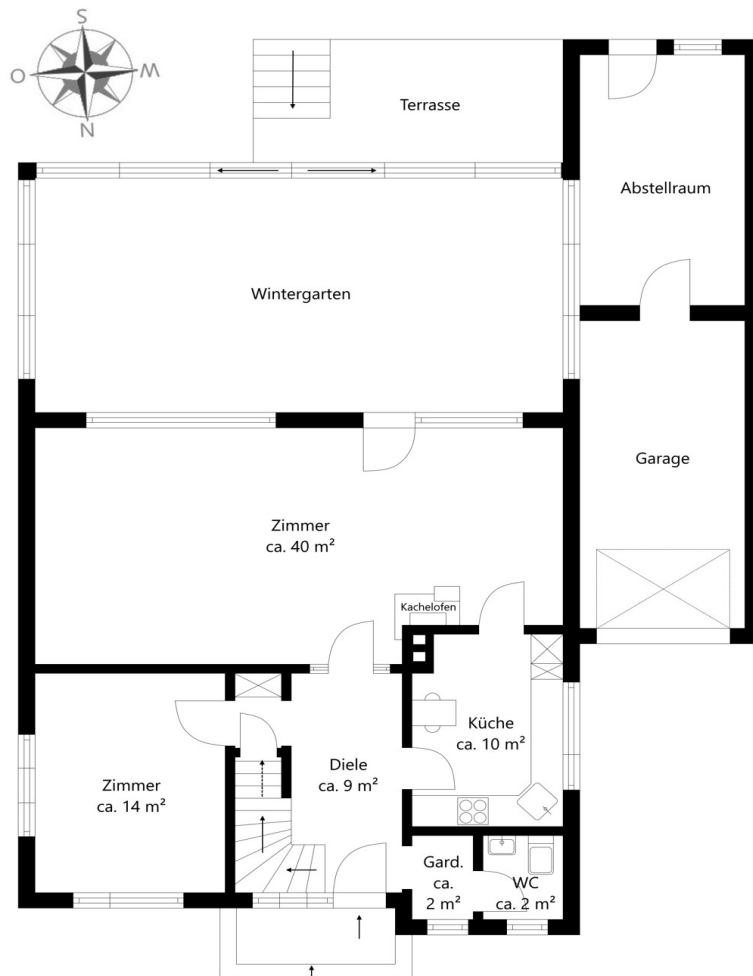 S
O
W
N
Terrasse
Abstellraum
Wintergarten
Garage
Zimmer
ca. 40 m²
Kachelofen
Küche
ca. 10 m²
Diele
ca. 9 m²
Zimmer
ca. 14 m²
Gard.
ca.
2 m²
WC
ca. 2 m²